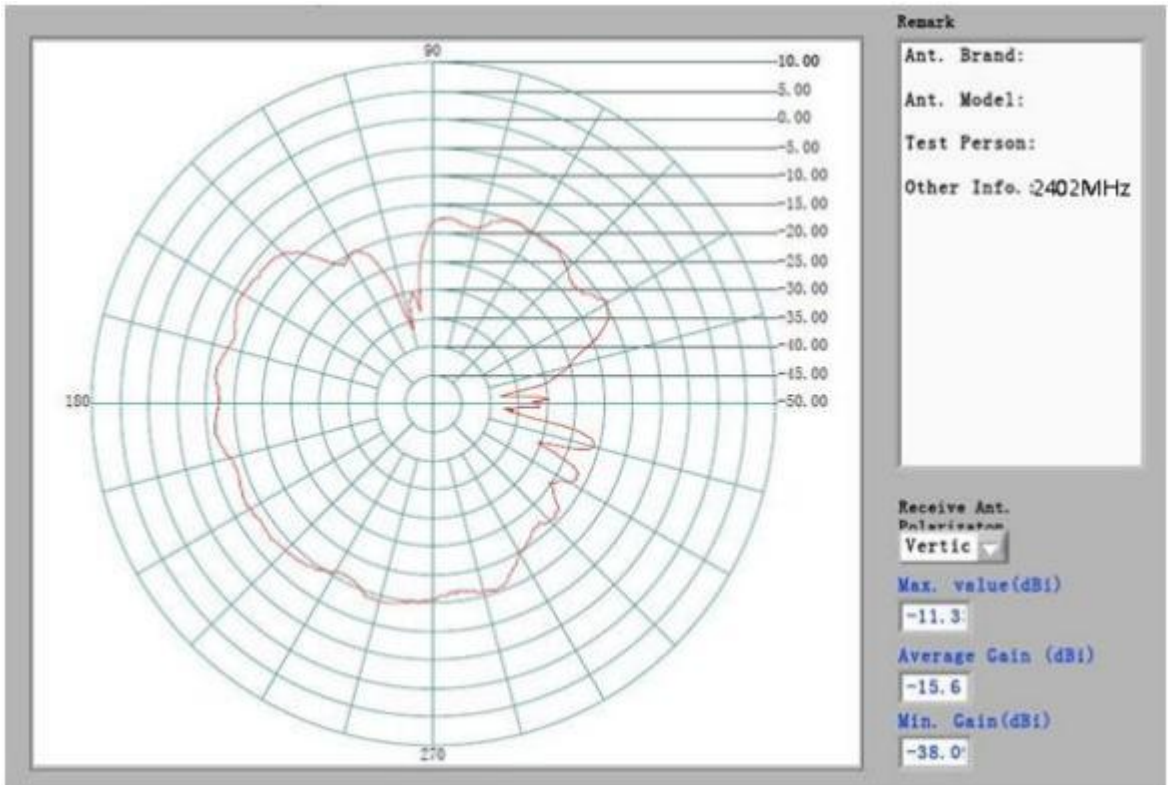 90
10.00
5.00
0.00
-5.00
-10.00
-15.00
-20.00
-25.00
-30.00
-35.00
-40.00
-45.00
-50.00
180
270
Remark
Ant. Brand:
Ant. Model:
Test Person:
Other Info.:2402MHz
Receive Ant.
Polarizaton
Vertic
Max. value(dBi)
-11.3
Average Gain (dBi)
-15.6
Min. Gain(dBi)
-38.0